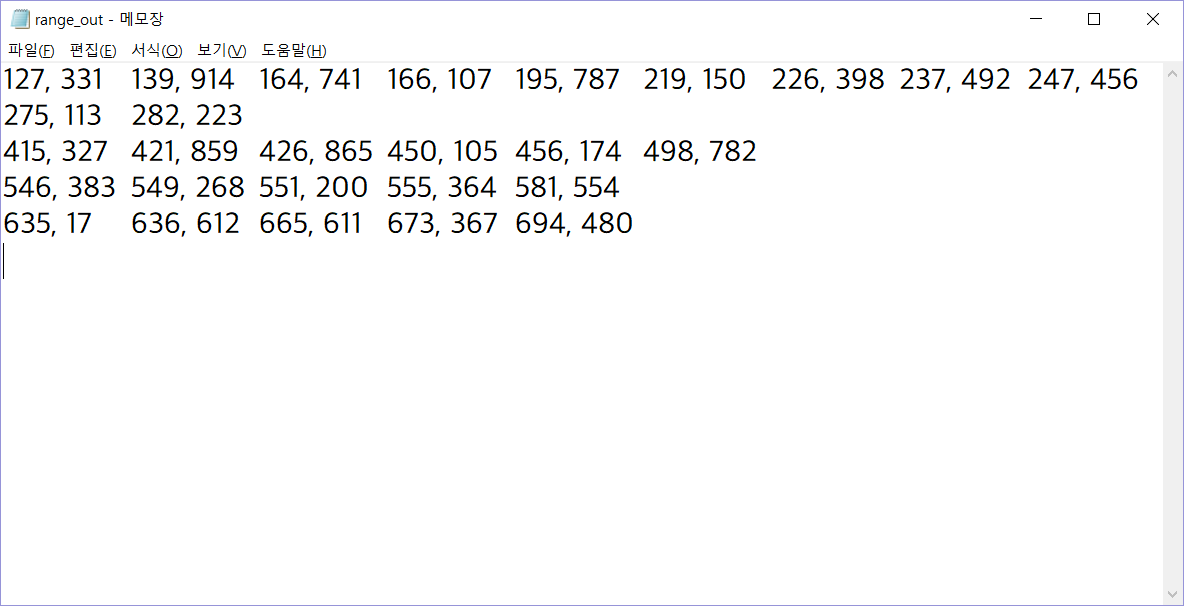 range_out - 메모장
파일(F) 편집(E) 서식(O) 보기(V) 도움말(H)
127, 331 139, 914 164, 741 166, 107 195, 787 219, 150 226, 398 237, 492 247, 456
275, 113 282, 223
415, 327 421, 859 426, 865 450, 105 456, 174 498, 782
546, 383 549, 268 551, 200 555, 364 581, 554
635, 17 636, 612 665, 611 673, 367 694, 480